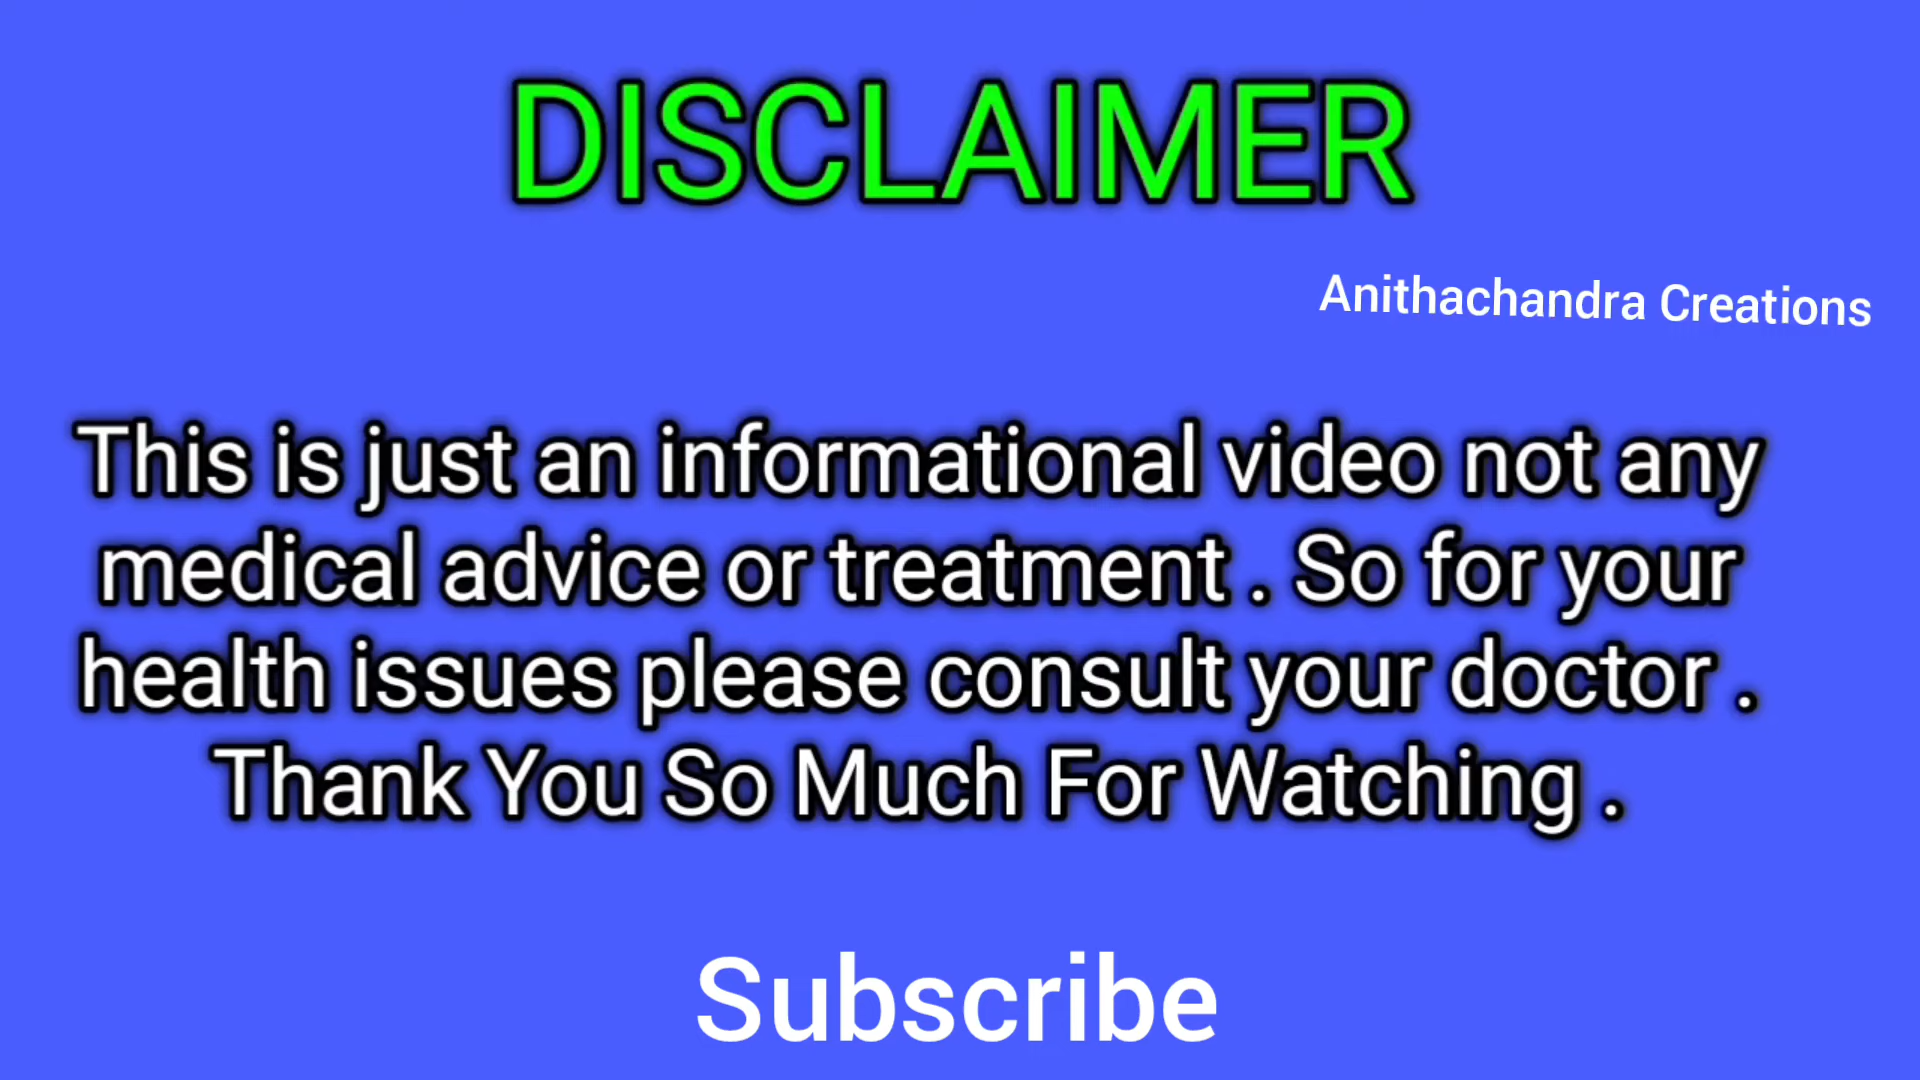 DISCLAIMER
Anithachandra Creations
This is just an informational video not any
medical advice or treatment . So for your
health issues please consult your doctor .
Thank You So Much For Watching .
Subscribe